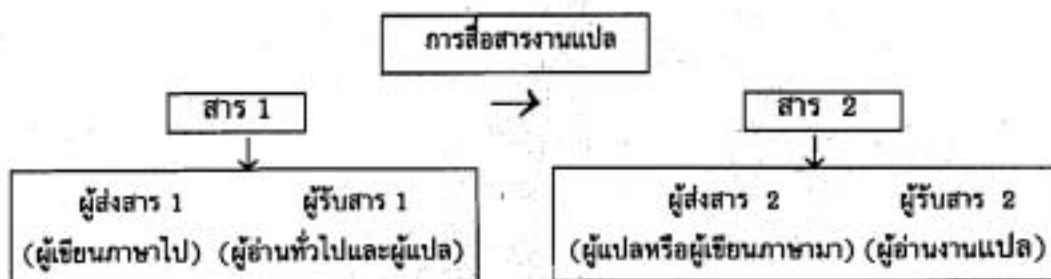 การสื่อสารงานแปล
สาร 1 → สาร 2
ผู้ส่งสาร 1 ผู้รับสาร 1 ผู้ส่งสาร 2 ผู้รับสาร 2
(ผู้เขียนภาษาไป) (ผู้อ่านทั่วไปและผู้แปล) (ผู้แปลหรือผู้เขียนภาษามา) (ผู้อ่านงานแปล)